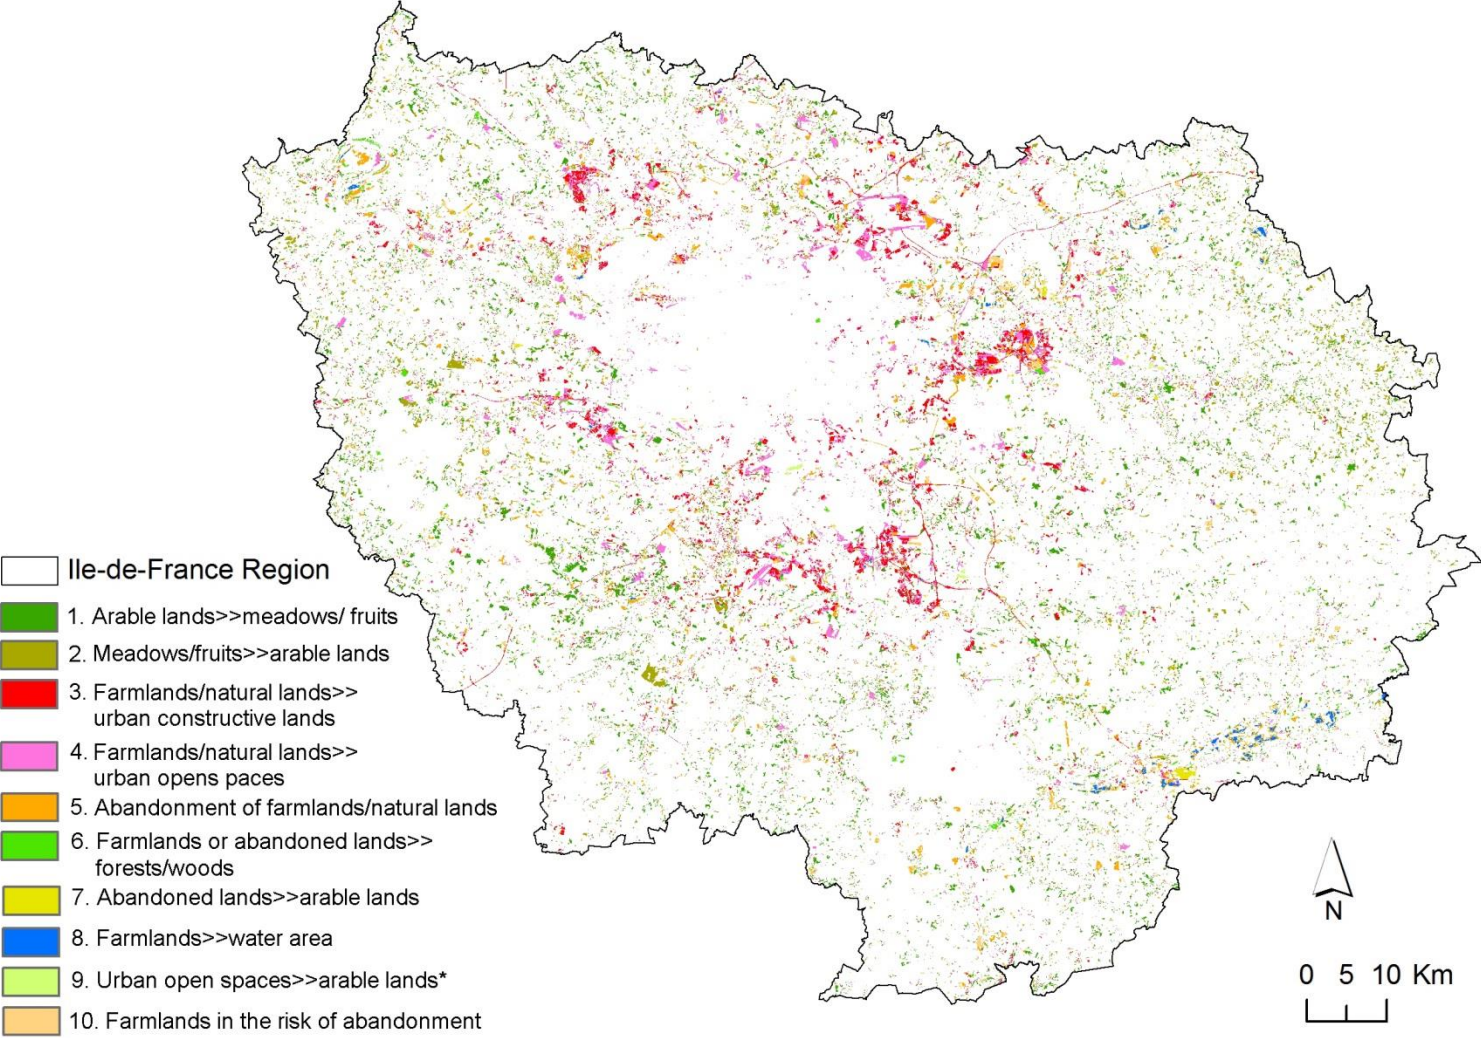 Ile-de-France Region
1. Arable lands>>meadows/ fruits
2. Meadows/fruits>>arable lands
3. Farmlands/natural lands>>
urban constructive lands
4. Farmlands/natural lands>>
urban opens paces
5. Abandonment of farmlands/natural lands
6. Farmlands or abandoned lands>>
forests/woods
7. Abandoned lands>>arable lands
8. Farmlands>>water area
9. Urban open spaces>>arable lands*
10. Farmlands in the risk of abandonment
N
0 5 10 Km